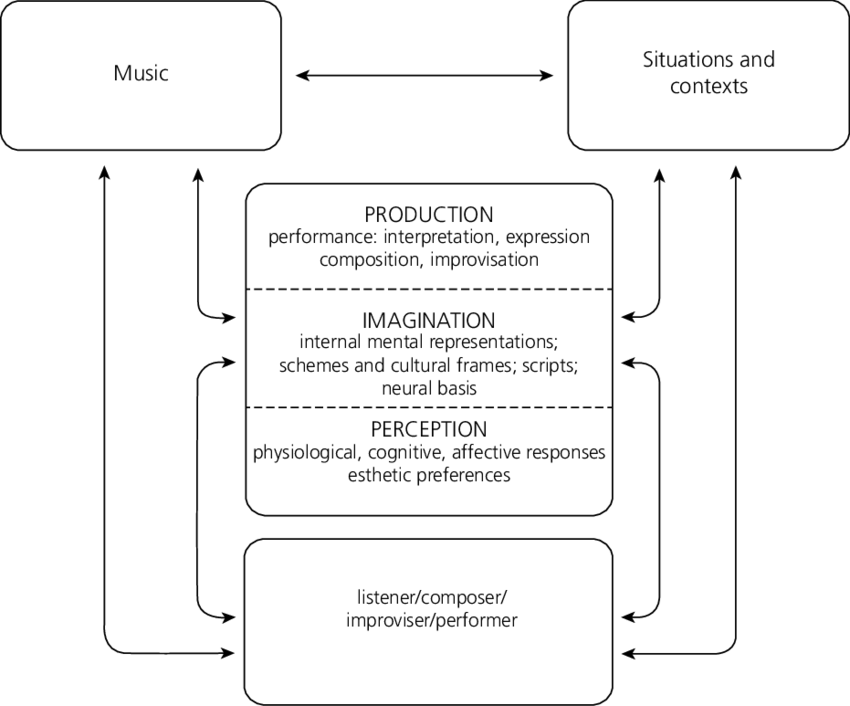 Music
Situations and
contexts
PRODUCTION
performance: interpretation, expression
composition, improvisation
IMAGINATION
internal mental representations;
schemes and cultural frames; scripts;
neural basis
PERCEPTION
physiological, cognitive, affective responses
esthetic preferences
listener/composer/
improviser/performer